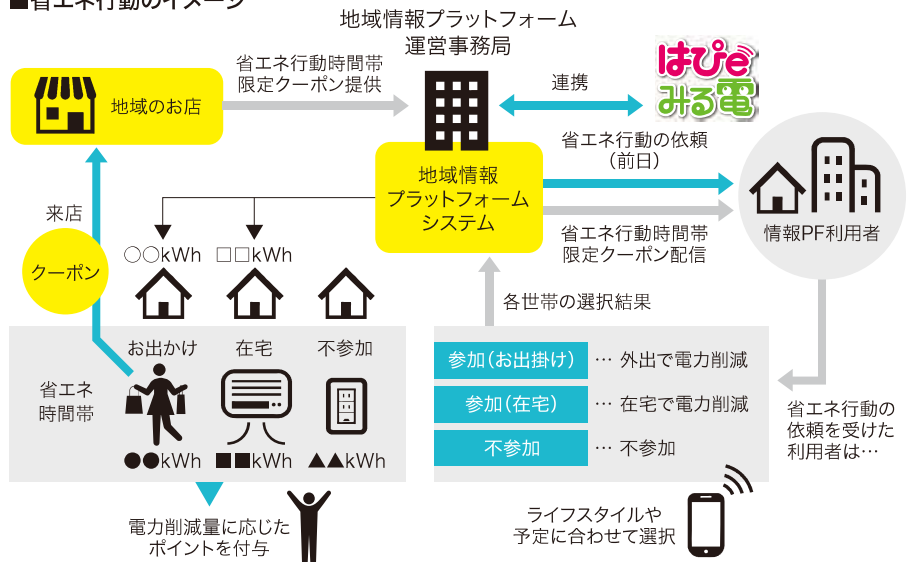 ■省エネ行動のイメージ
地域情報プラットフォーム
運営事務局
省エネ行動時間帯
限定クーポン提供
地域のお店
連携
はぴe
みる電
省エネ行動の依頼
(前日)
地域情報
プラットフォーム
システム
省エネ行動時間帯
限定クーポン配信
情報PF利用者
来店
クーポン
○○kWh
□□kWh
各世帯の選択結果
お出かけ
在宅
不参加
省エネ
時間帯
●●kWh
■■kWh
▲▲kWh
参加(お出掛け)
… 外出で電力削減
参加(在宅)
… 在宅で電力削減
不参加
… 不参加
省エネ行動の
依頼を受けた
利用者は…
電力削減量に応じた
ポイントを付与
ライフスタイルや
予定に合わせて選択